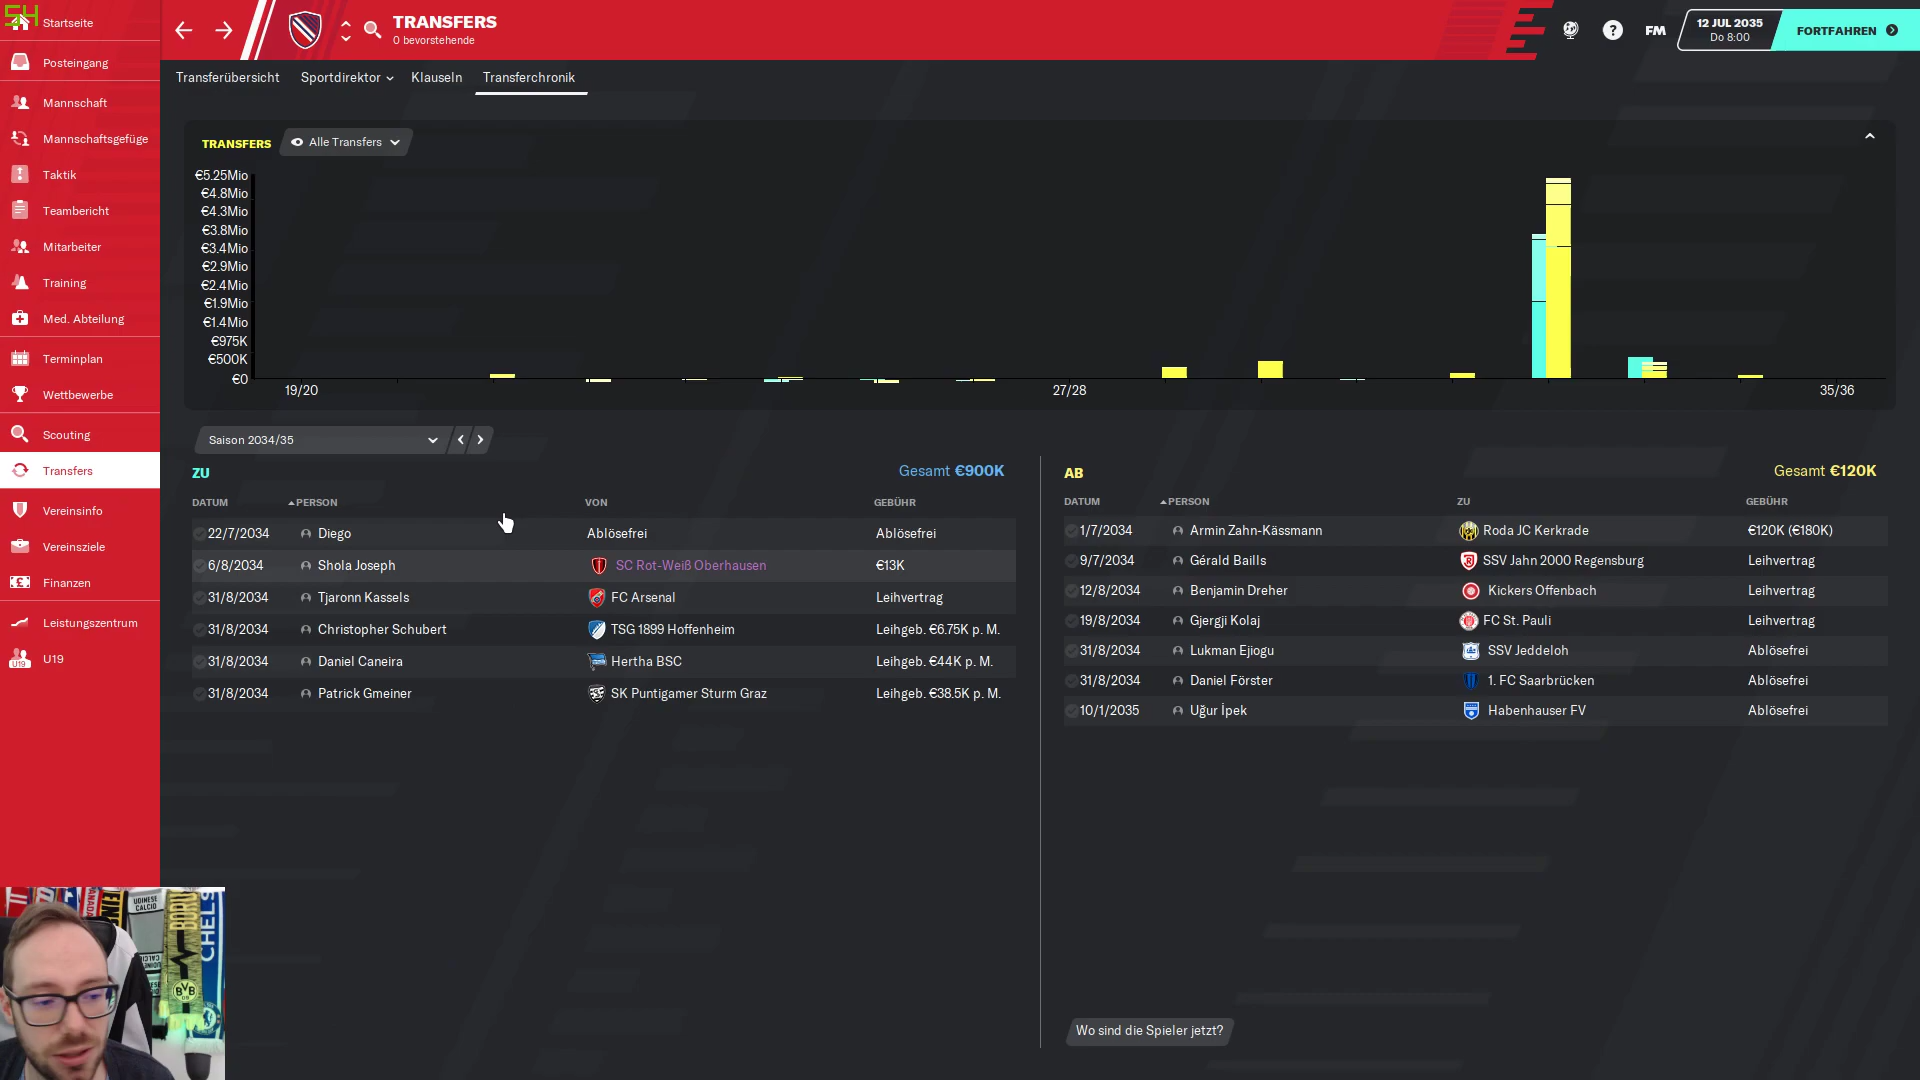 Startseite
Posteingang
Mannschaft
Mannschaftsgefüge
Taktik
Teambericht
Mitarbeiter
Training
Med. Abteilung
Terminplan
Wettbewerbe
Scouting
Transfers
Vereinsinfo
Vereinsziele
Finanzen
Leistungszentrum
U19 U19
TRANSFERS
0 bevorstehende
? FM 12 JUL 2035
Do 8:00
FORTFAHREN
Transferübersicht Sportdirektor Klauseln Transferchronik
TRANSFERS Alle Transfers
€5.25Mio
€4.8Mio
€4.3Mio
€3.8Mio
€3.4Mio
€2.9Mio
€2.4Mio
€1.9Mio
€1.4Mio
€975K
€500K
€0
19/20 27/28 35/36
Saison 2034/35
ZU Gesamt €900K
DATUM PERSON VON GEBÜHR
22/7/2034 Diego Ablösefrei Ablösefrei
6/8/2034 Shola Joseph SC Rot-Weiß Oberhausen €13K
31/8/2034 Tjaronn Kassels FC Arsenal Leihvertrag
31/8/2034 Christopher Schubert TSG 1899 Hoffenheim Leihgeb. €6.75K p. M.
31/8/2034 Daniel Caneira Hertha BSC Leihgeb. €44K p. M.
31/8/2034 Patrick Gmeiner SK Puntigamer Sturm Graz Leihgeb. €38.5K p. M.
AB Gesamt €120K
DATUM PERSON ZU GEBÜHR
1/7/2034 Armin Zahn-Kässmann Roda JC Kerkrade €120K (€180K)
9/7/2034 Gérald Baills SSV Jahn 2000 Regensburg Leihvertrag
12/8/2034 Benjamin Dreher Kickers Offenbach Leihvertrag
19/8/2034 Gjergji Kolaj FC St. Pauli Leihvertrag
31/8/2034 Lukman Ejiogu SSV Jeddeloh Ablösefrei
31/8/2034 Daniel Förster 1. FC Saarbrücken Ablösefrei
10/1/2035 Uğur İpek Habenhauser FV Ablösefrei
Wo sind die Spieler jetzt?
UDINESE
CALCIO
CHELS
BVB